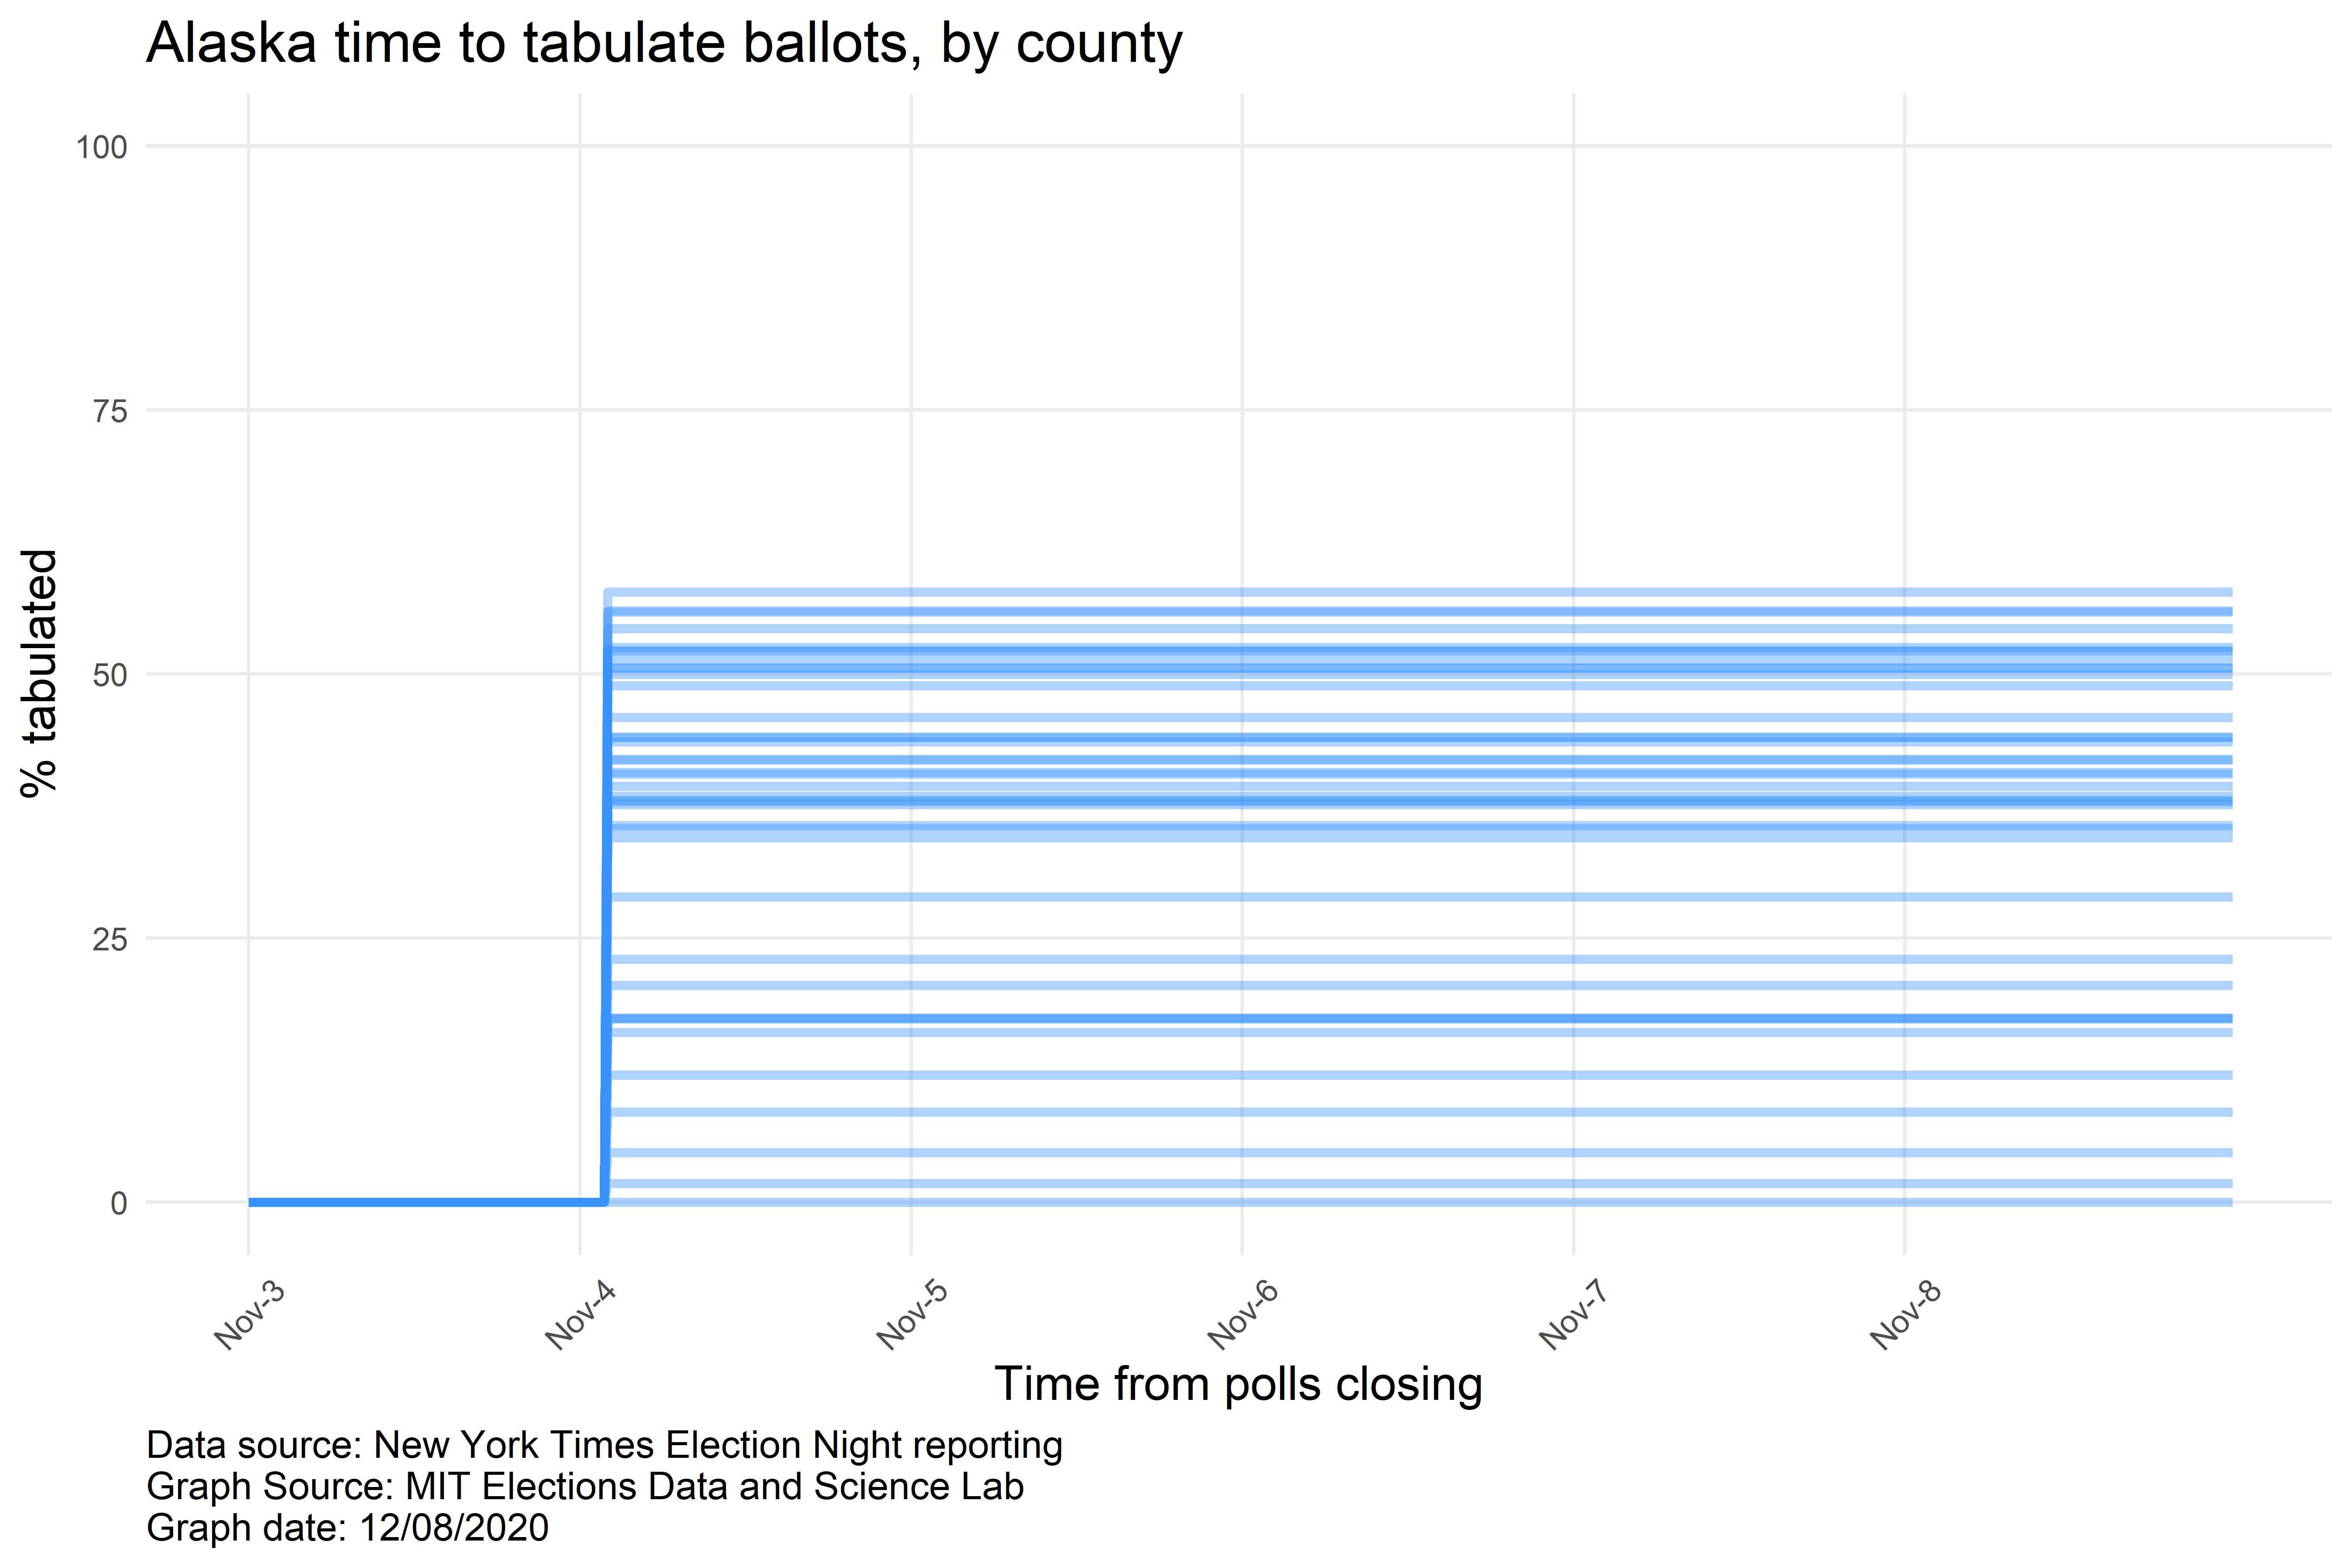 Alaska time to tabulate ballots, by county
100
75
50
25
0
% tabulated
Nov-3
Nov-4
Nov-5
Nov-6
Nov-7
Nov-8
Time from polls closing
Data source: New York Times Election Night reporting
Graph Source: MIT Elections Data and Science Lab
Graph date: 12/08/2020